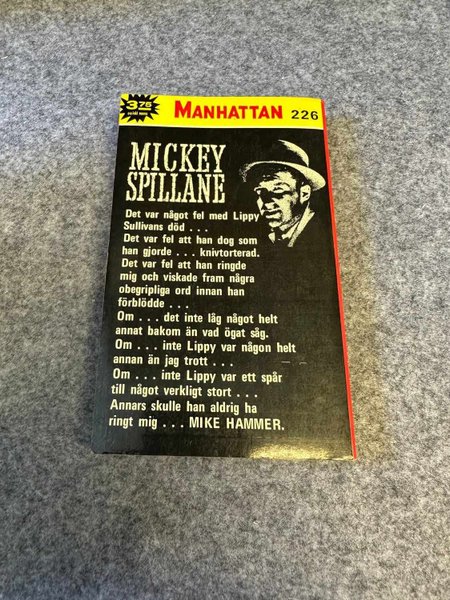 3 75
MANHATTAN 226
MICKEY
SPILLANE
Det var något fel med Lippy
Sullivans död . . .
Det var fel att han dog som
han gjorde . . . knivtorterad.
Det var fel att han ringde
mig och viskade fram några
obegripliga ord innan han
förblödde . . .
Om . . . det inte låg något helt
annat bakom än vad ögat såg.
Om . . . inte Lippy var någon helt
annan än jag trott . . .
Om . . . inte Lippy var ett spår
till något verkligt stort . . .
Annars skulle han aldrig ha
ringt mig . . . MIKE HAMMER.